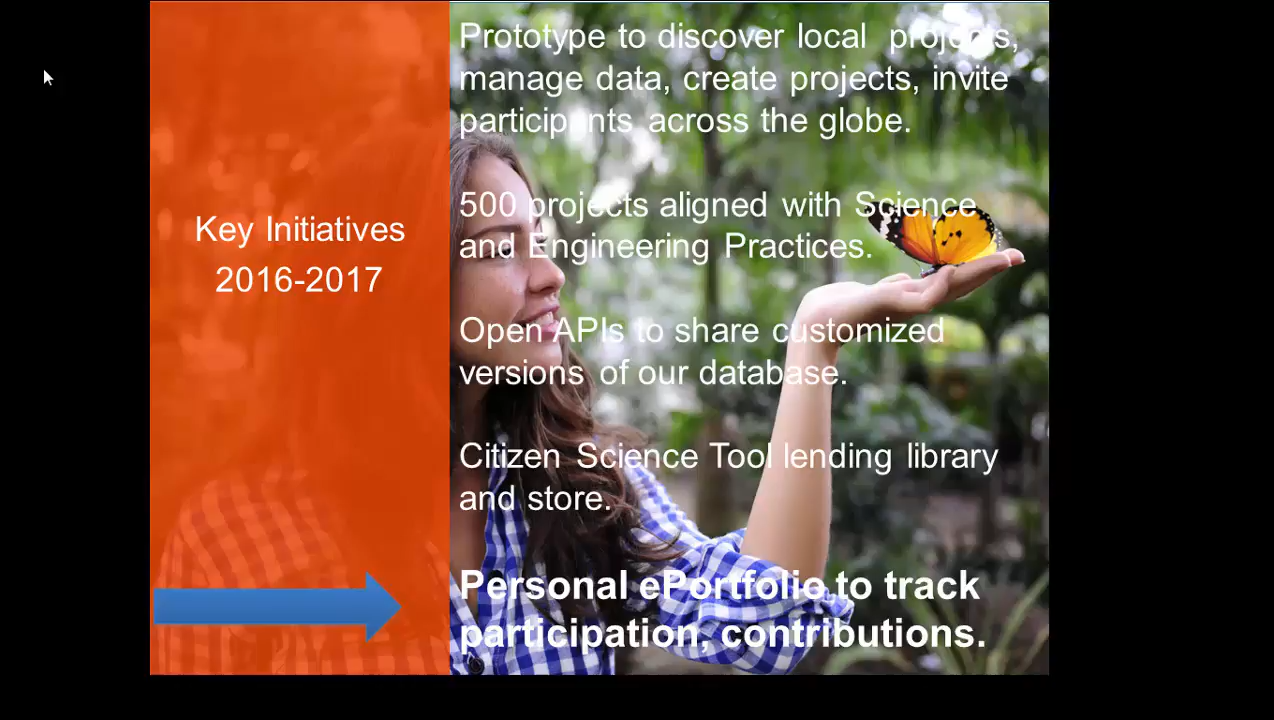 Key Initiatives
2016-2017
Prototype to discover local projects,
manage data, create projects, invite
participants across the globe.
500 projects aligned with Science
and Engineering Practices.
Open APIs to share customized
versions of our database.
Citizen Science Tool lending library
and store.
Personal ePortfolio to track
participation, contributions.